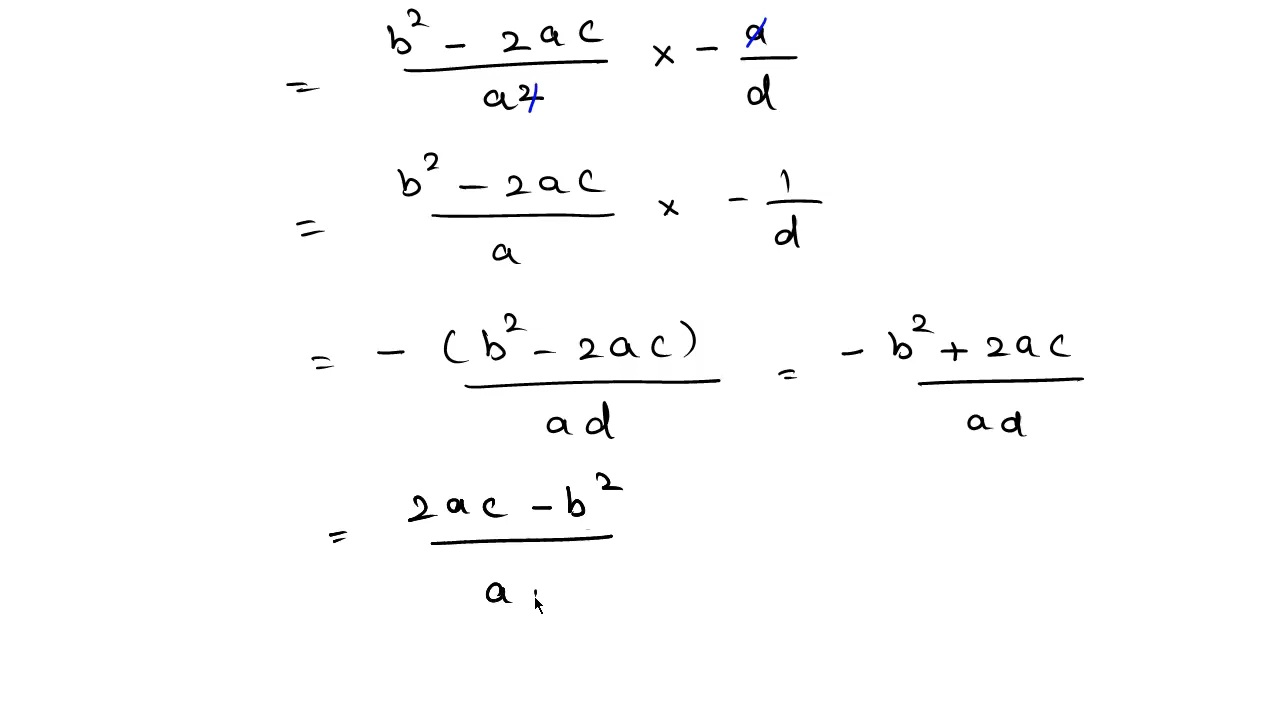 = b² - 2ac / a² × - a / d
= b² - 2ac / a × - 1 / d
= - (b² - 2ac) / ad = - b² + 2ac / ad
= 2ac - b² / a